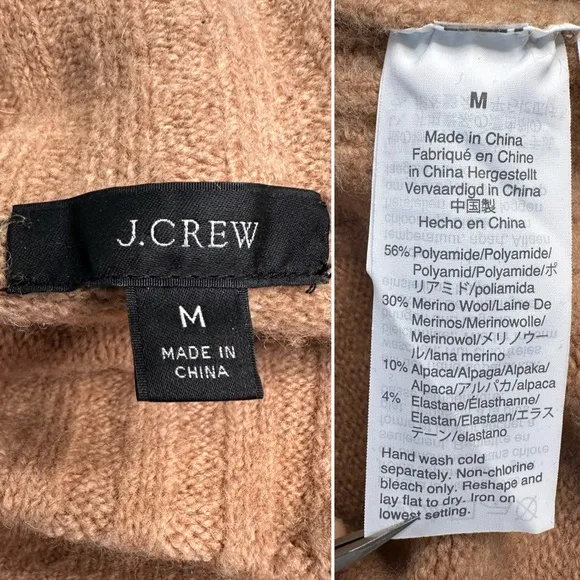 J.CREW
M
MADE IN
CHINA
M
Made in China
Fabriqué en Chine
in China Hergestellt
Vervaardigd in China
中国製
Hecho en China
56% Polyamide/Polyamide/
Polyamid/Polyamide/ポ
リアミド/poliamida
30% Merino Wool/Laine De
Merinos/Merinowolle/
Merinowol/メリノウー
ル/lana merino
10% Alpaca/Alpaga/Alpaka/
Alpaca/アルパカ/alpaca
4% Elastane/Élasthanne/
Elastan/Elastaan/エラス
テーン/elastano
Hand wash cold
separately. Non-chlorine
bleach only. Reshape and
lay flat to dry. Iron on
lowest setting.